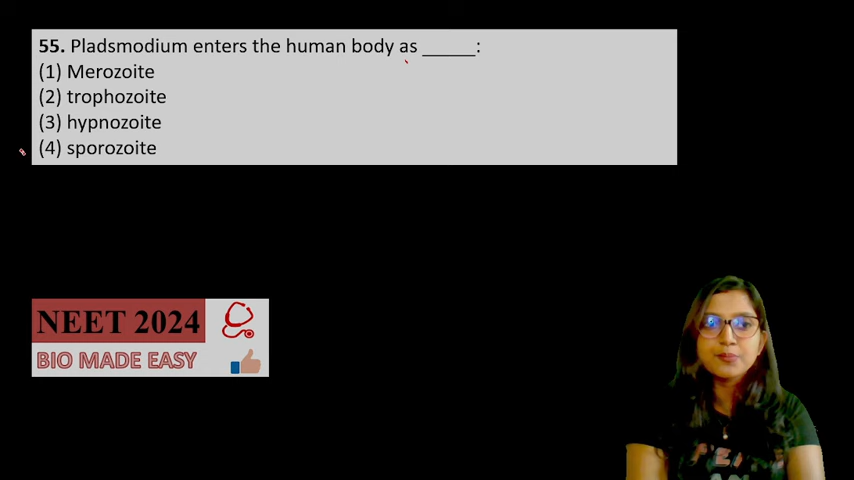 55. Pladsmodium enters the human body as _____:
(1) Merozoite
(2) trophozoite
(3) hypnozoite
(4) sporozoite
NEET 2024
BIO MADE EASY